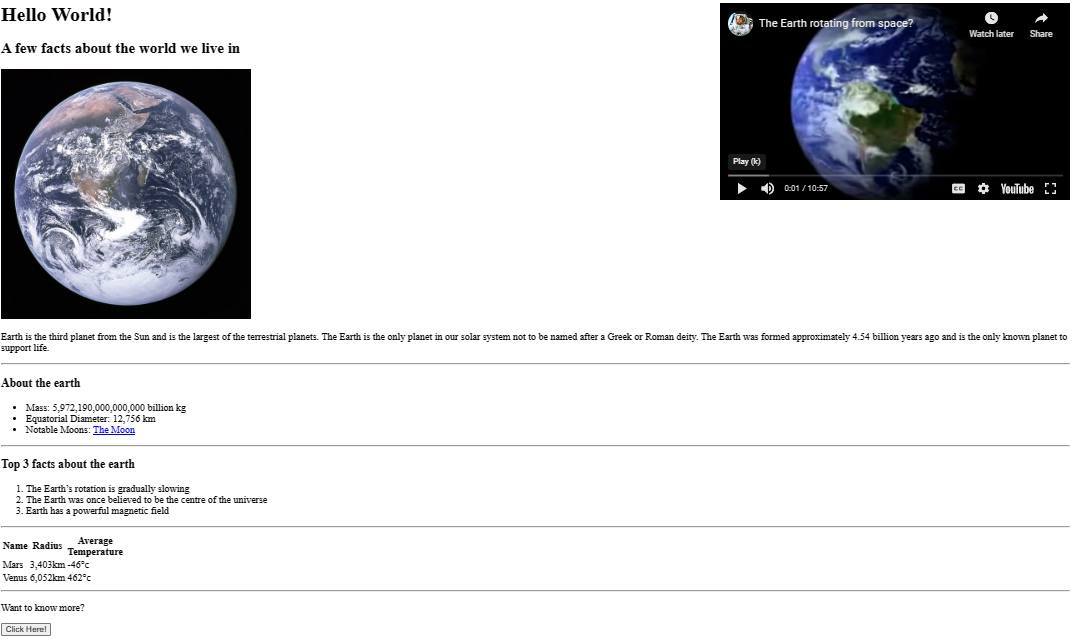 Hello World!
A few facts about the world we live in
The Earth rotating from space?
Watch later
Share
Play (k)
0:01 / 10:57
CC
YouTube
Earth is the third planet from the Sun and is the largest of the terrestrial planets. The Earth is the only planet in our solar system not to be named after a Greek or Roman deity. The Earth was formed approximately 4.54 billion years ago and is the only known planet to
support life.
About the earth
• Mass: 5,972,190,000,000,000 billion kg
• Equatorial Diameter: 12,756 km
• Notable Moons: The Moon
Top 3 facts about the earth
1. The Earth's rotation is gradually slowing
2. The Earth was once believed to be the centre of the universe
3. Earth has a powerful magnetic field
Name Radius Average
Temperature
Mars 3,403km -46°c
Venus 6,052km 462°c
Want to know more?
Click Here!